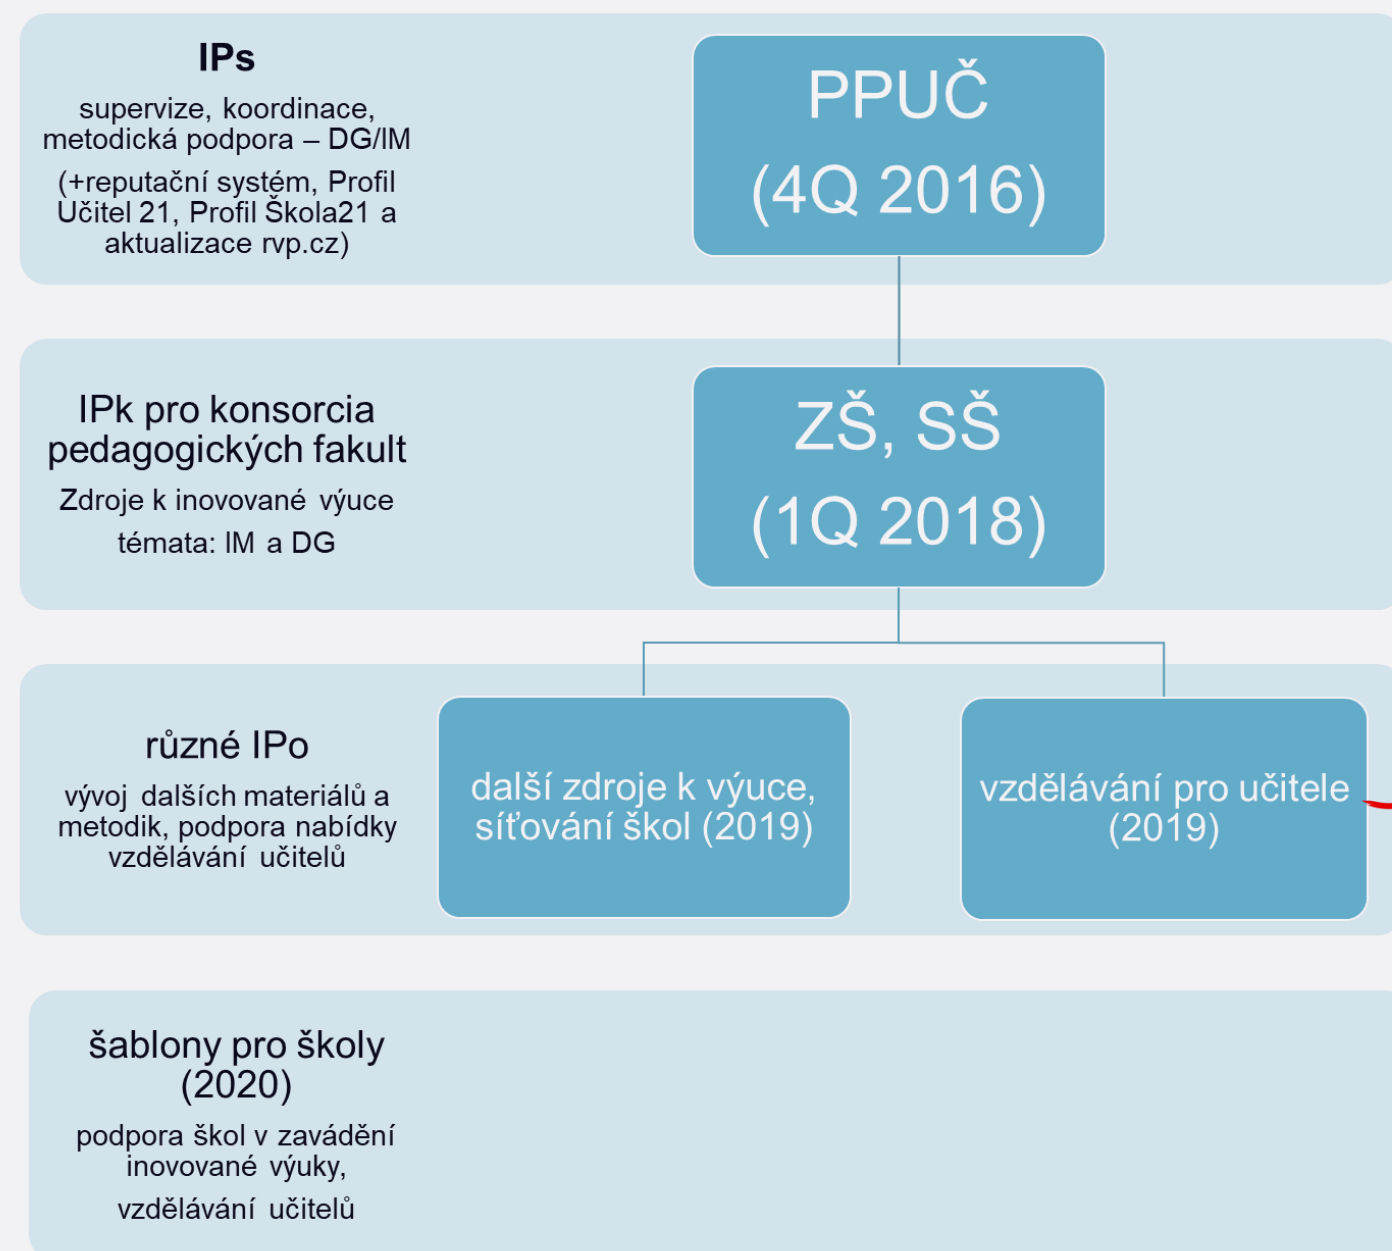 IPs
supervize, koordinace,
metodická podpora – DG/IM
(+reputační systém, Profil
Učitel 21, Profil Škola21 a
aktualizace rvp.cz)
PPUČ
(4Q 2016)
IPk pro konsorcia
pedagogických fakult
Zdroje k inovované výuce
témata: IM a DG
ZŠ, SŠ
(1Q 2018)
různé IPo
vývoj dalších materiálů a
metodik, podpora nabídky
vzdělávání učitelů
další zdroje k výuce,
síťování škol (2019)
vzdělávání pro učitele
(2019)
šablony pro školy
(2020)
podpora škol v zavádění
inovované výuky,
vzdělávání učitelů